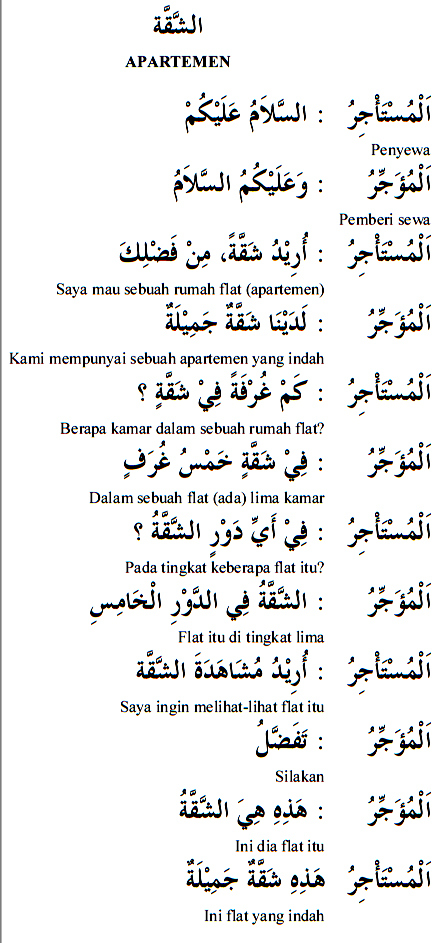 الشَّقَّة
APARTEMEN
اَلْمُسْتَأْجِرُ : السَّلاَمُ عَلَيْكُمْ
Penyewa
اَلْمُؤَجِّرُ : وَعَلَيْكُمُ السَّلاَمُ
Pemberi sewa
اَلْمُسْتَأْجِرُ : أُرِيْدُ شَقَّةً، مِنْ فَضْلِكَ
Saya mau sebuah rumah flat (apartemen)
اَلْمُؤَجِّرُ : لَدَيْنَا شَقَّةٌ جَمِيْلَةٌ
Kami mempunyai sebuah apartemen yang indah
اَلْمُسْتَأْجِرُ : كَمْ غُرْفَةً فِيْ شَقَّةٍ ؟
Berapa kamar dalam sebuah rumah flat?
اَلْمُؤَجِّرُ : فِيْ شَقَّةٍ خَمْسُ غُرَفٍ
Dalam sebuah flat (ada) lima kamar
اَلْمُسْتَأْجِرُ : فِيْ أَيِّ دَوْرٍ الشَّقَّةُ ؟
Pada tingkat keberapa flat itu?
اَلْمُؤَجِّرُ : الشَّقَّةُ فِي الدَّوْرِ الْخَامِسِ
Flat itu di tingkat lima
اَلْمُسْتَأْجِرُ : أُرِيْدُ مُشَاهَدَةَ الشَّقَّة
Saya ingin melihat-lihat flat itu
اَلْمُؤَجِّرُ : تَفَضَّلُ
Silakan
اَلْمُؤَجِّرُ : هَذِهِ هِيَ الشَّقَّةُ
Ini dia flat itu
اَلْمُسْتَأْجِرُ هَذِهِ شَقَّةٌ جَمِيْلَةٌ
Ini flat yang indah